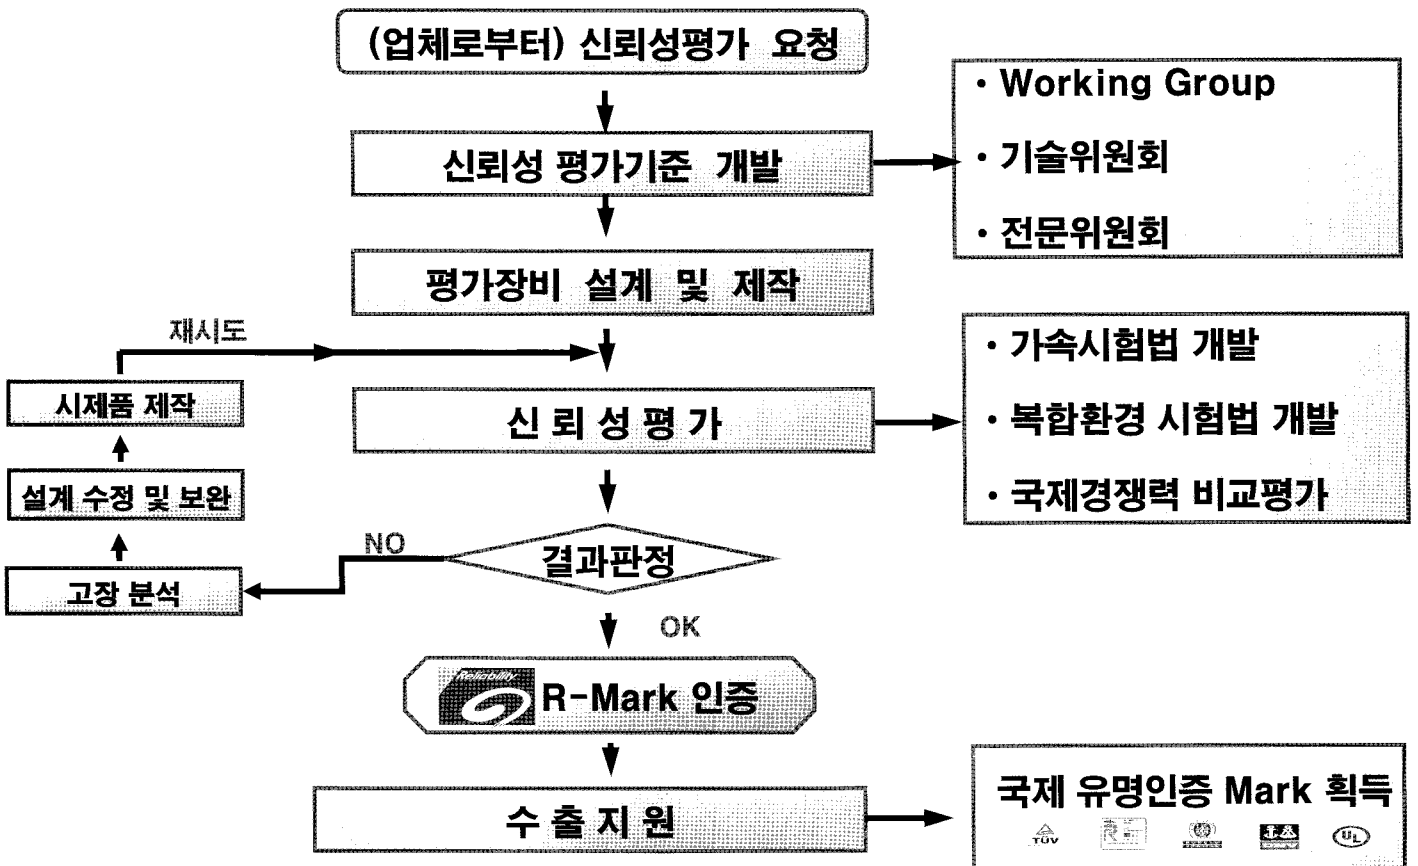 (업체로부터) 신뢰성평가 요청
신뢰성 평가기준 개발
· Working Group
· 기술위원회
· 전문위원회
평가장비 설계 및 제작
재시도
시제품 제작
설계 수정 및 보완
고장 분석
신 뢰 성 평 가
· 가속시험법 개발
· 복합환경 시험법 개발
· 국제경쟁력 비교평가
결과판정
NO
OK
Reliability
R-Mark 인증
수 출 지 원
국제 유명인증 Mark 획득
TÜV
UL